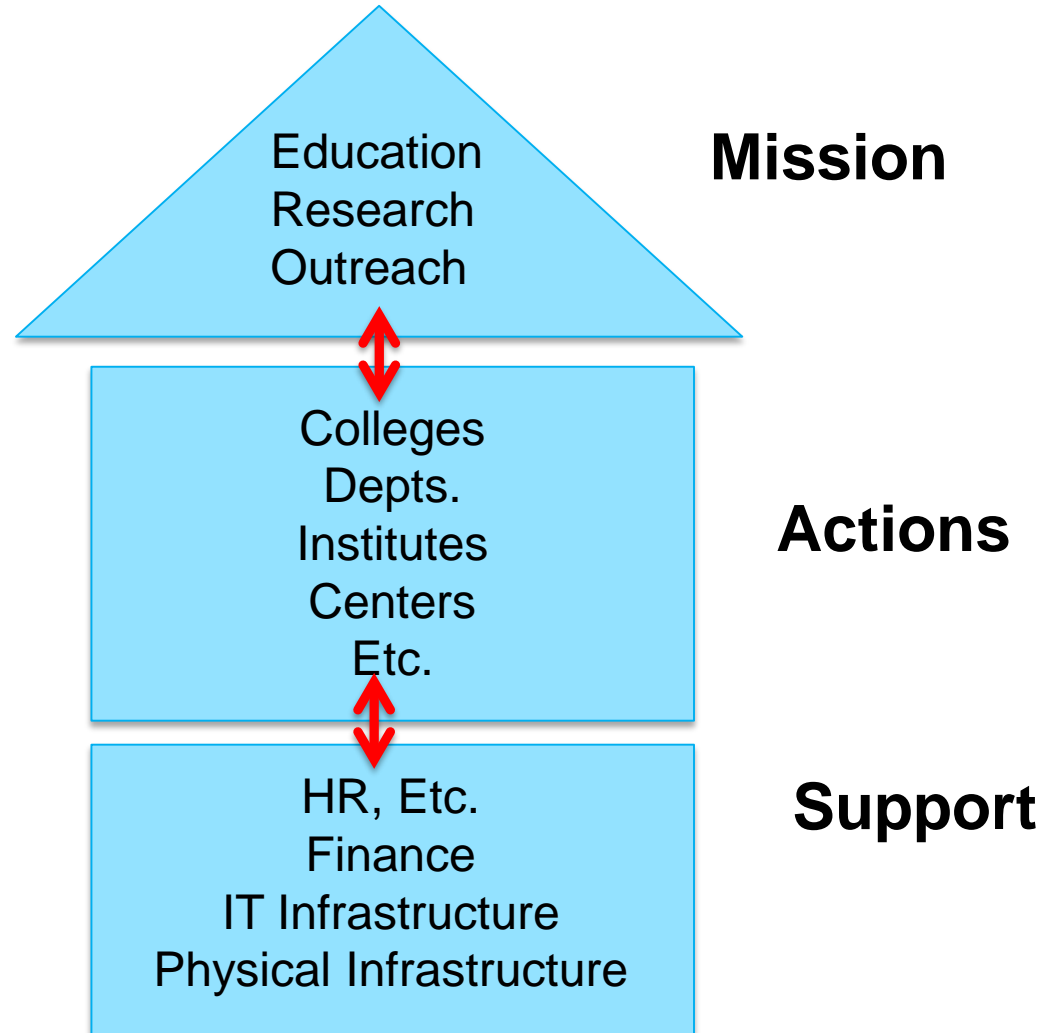 Education
Research
Outreach
Mission
Colleges
Depts.
Institutes
Centers
Etc.
Actions
HR, Etc.
Finance
IT Infrastructure
Physical Infrastructure
Support